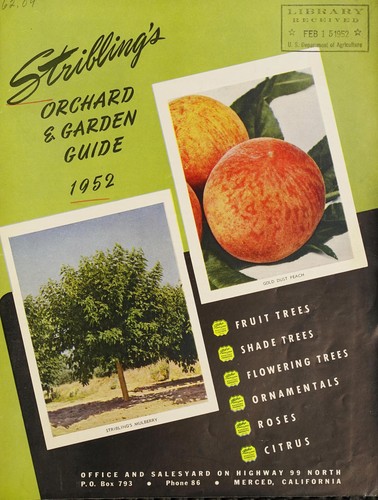 62.09
LIBRARY
RECEIVED
☆ FEB 1 0 1952 ☆
U. S. Department of Agriculture
Stribling's
ORCHARD
& GARDEN
GUIDE
1952
GOLD DUST PEACH
STRIBLING'S MULBERRY
FRUIT TREES
SHADE TREES
FLOWERING TREES
ORNAMENTALS
ROSES
CITRUS
OFFICE AND SALESYARD ON HIGHWAY 99 NORTH
P.O. Box 793 • Phone 86 • MERCED, CALIFORNIA